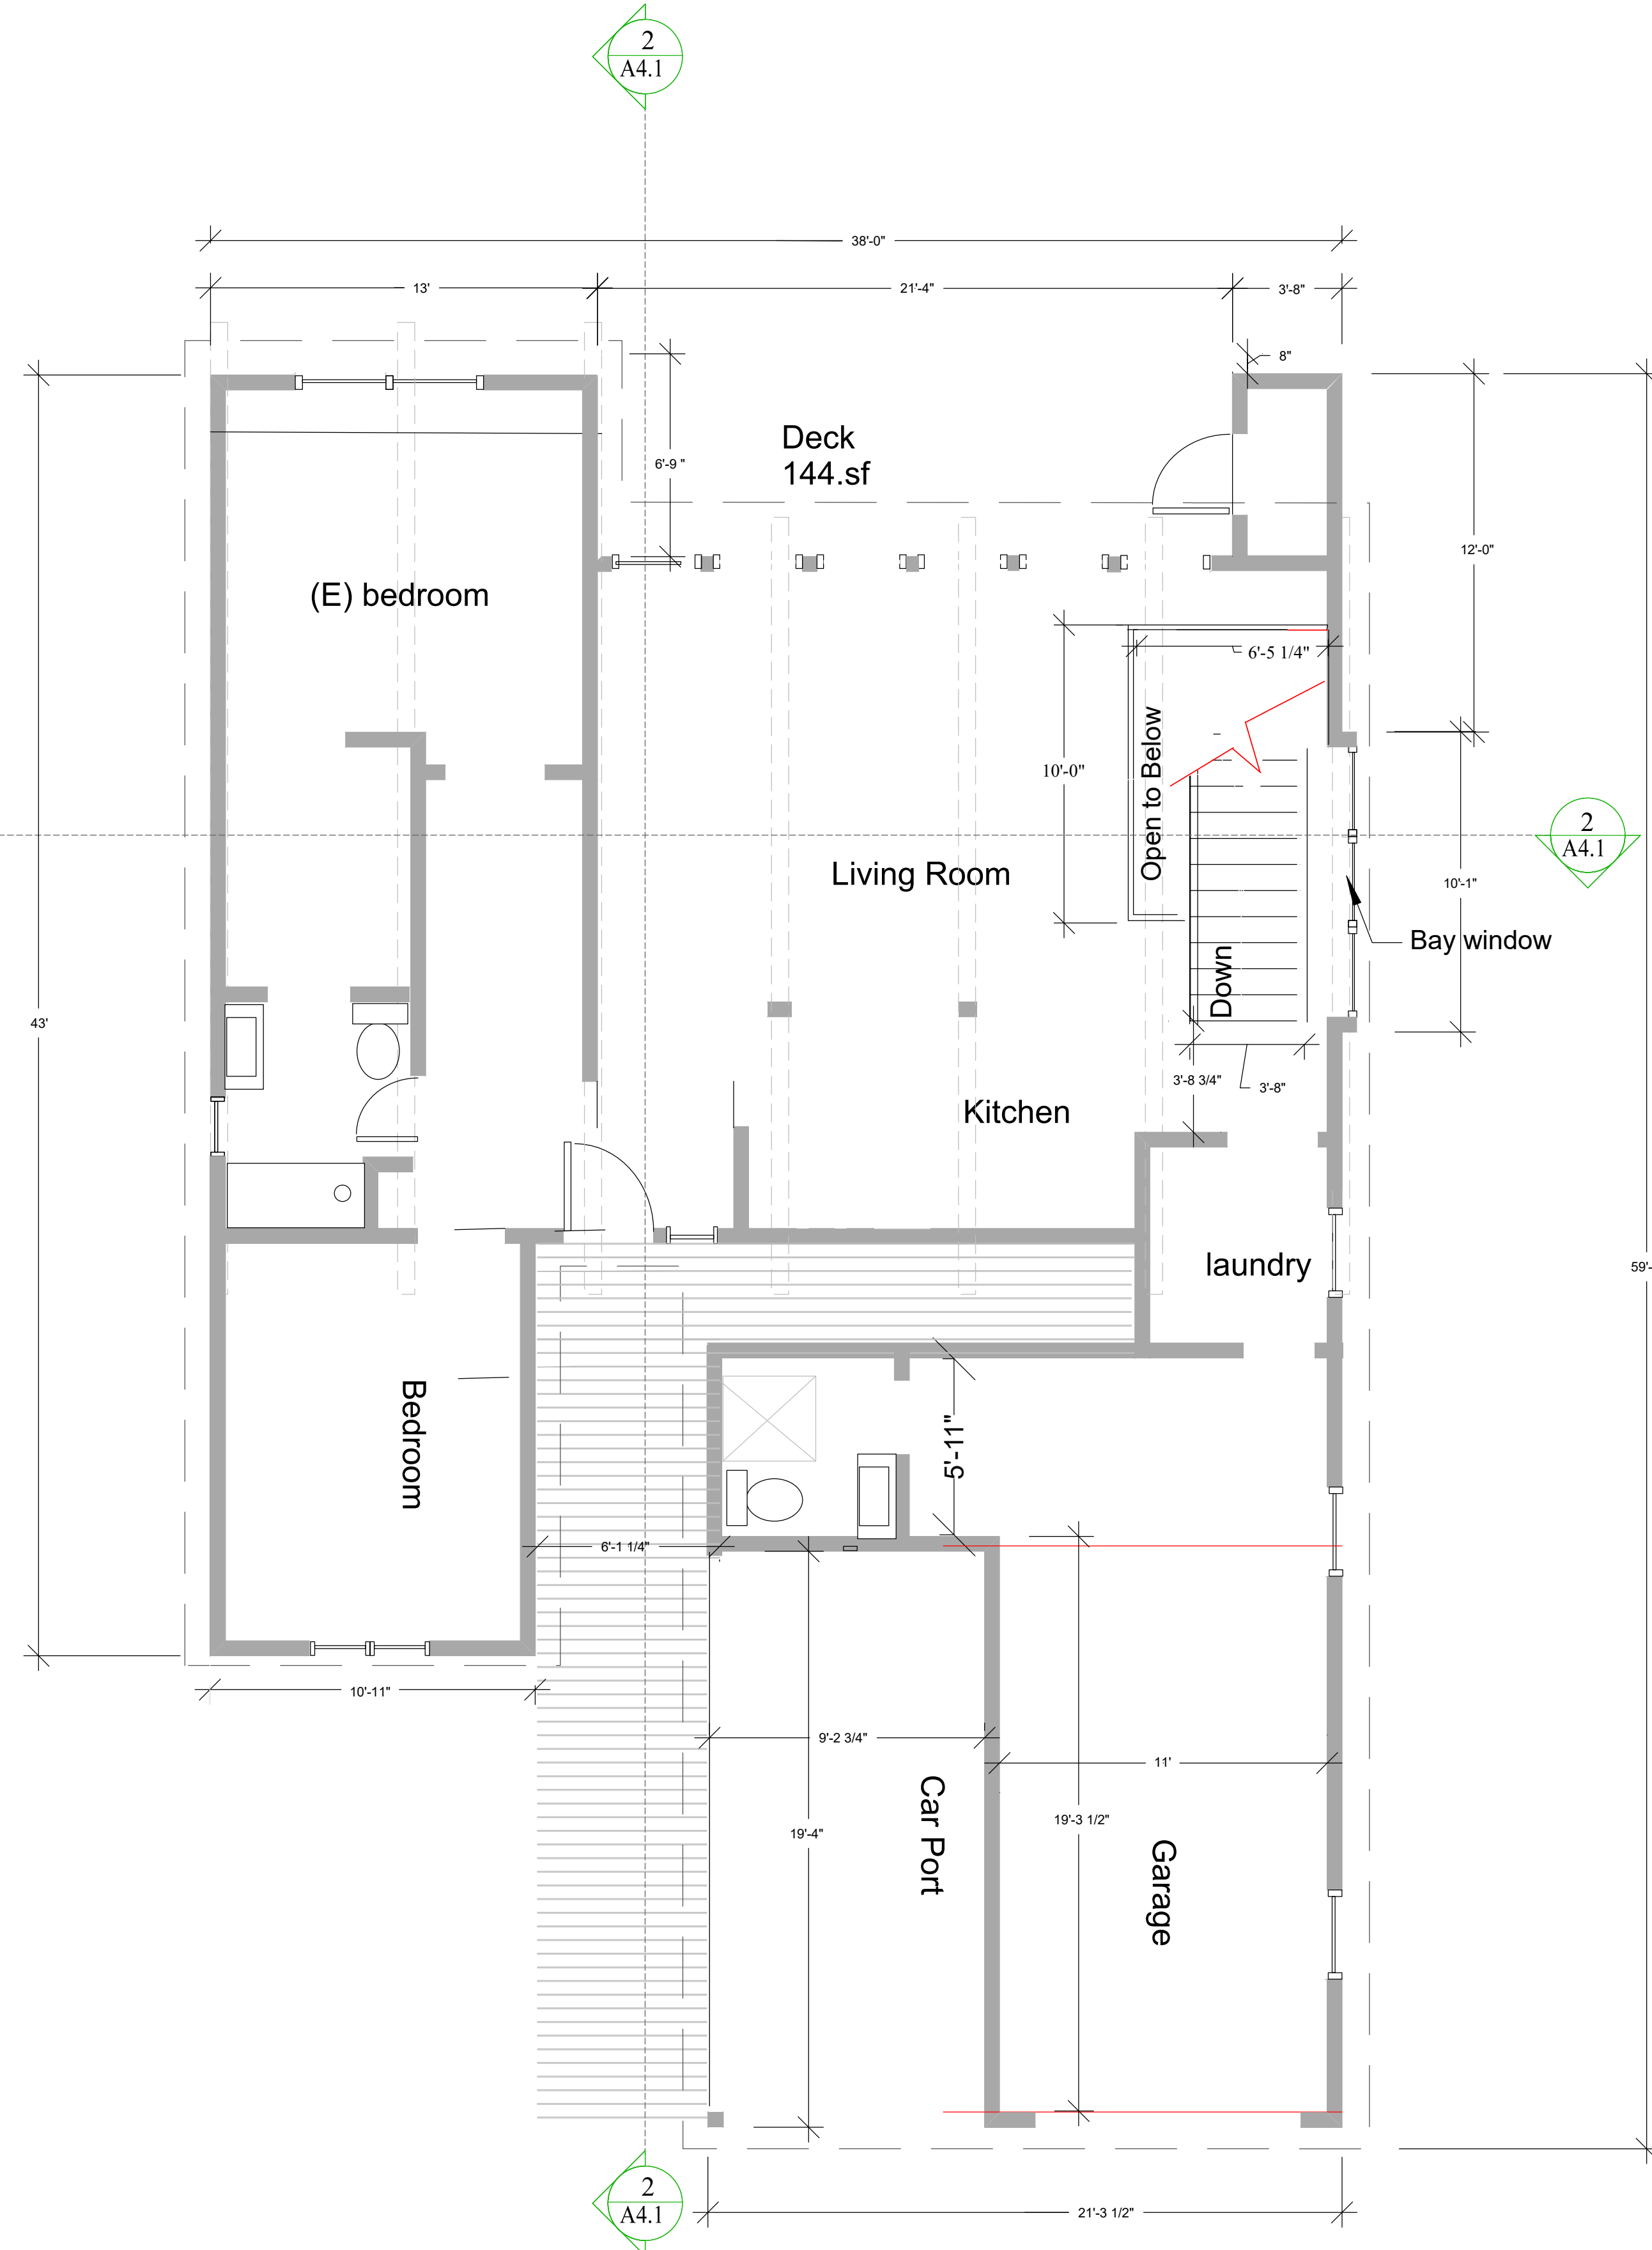 2
A4.1
38'-0"
13'
21'-4"
3'-8"
8"
Deck
144.sf
6'-9 "
12'-0"
(E) bedroom
6'-5 1/4"
Open to Below
10'-0"
2
A4.1
Living Room
10'-1"
Bay window
Down
43'
3'-8 3/4"
3'-8"
Kitchen
laundry
59'-
Bedroom
5'-11"
6'-1 1/4"
10'-11"
9'-2 3/4"
11'
Car Port
19'-4"
19'-3 1/2"
Garage
2
A4.1
21'-3 1/2"